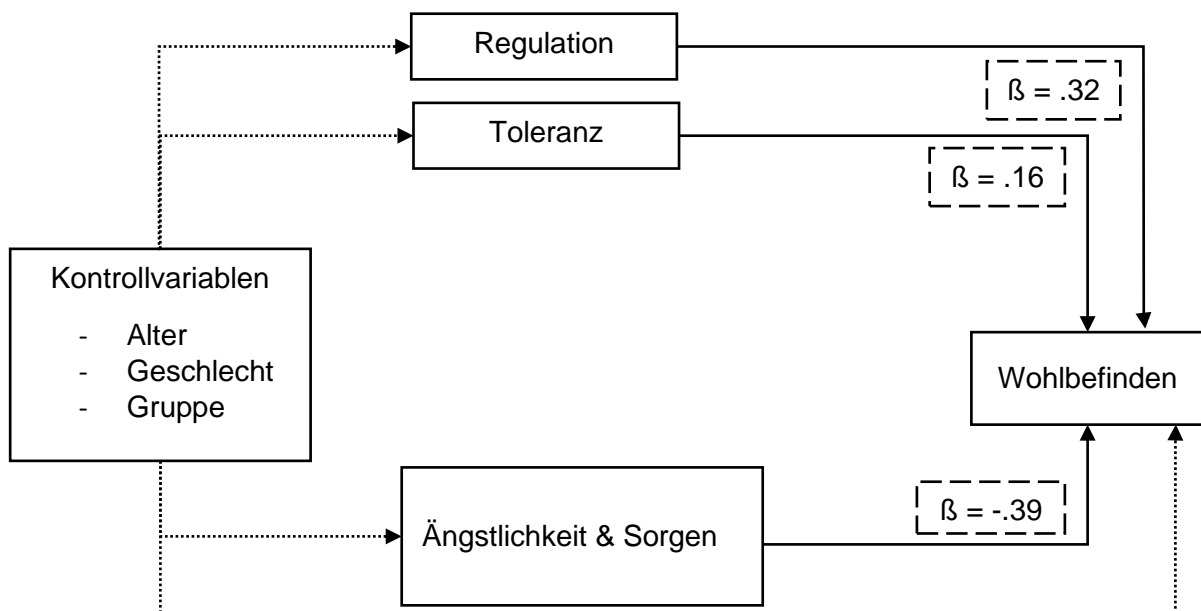 Regulation
ß = .32
Toleranz
ß = .16
Kontrollvariablen
- Alter
- Geschlecht
- Gruppe
Wohlbefinden
ß = -.39
Ängstlichkeit & Sorgen